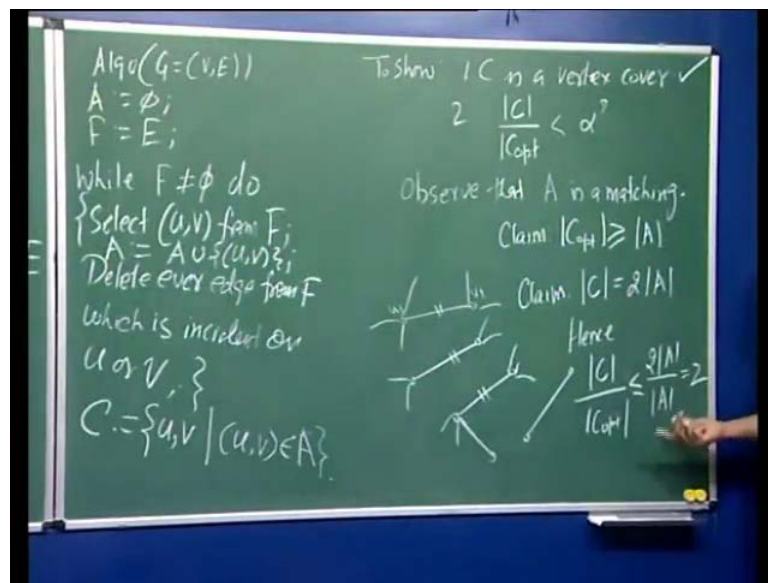 Algo(G=(V,E))
A := φ;
F = E;
while F ≠ φ do
{Select (u,v) from F;
A := A ∪ {(u,v)};
Delete ever edge from F
which is incident on
u or v, }
C := {u,v | (u,v) ∈ A}.
To show 1 C is a vertex cover ✓
2 |C| / |Copt < α?
Observe that A is a matching.
Claim |Copt| ≥ |A|
Claim |C| = 2|A|
Hence
|C| / |Copt| ≤ 2|A| / |A| = 2
E